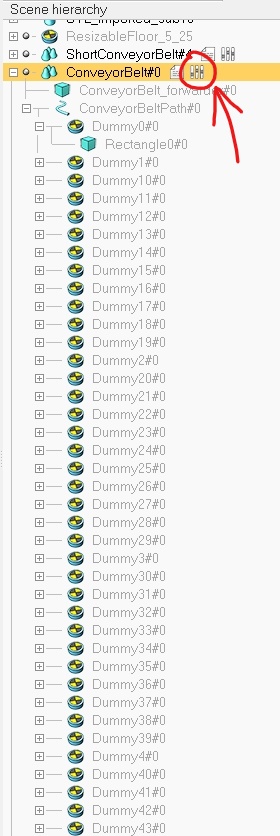 Scene hierarchy
STL_Imported_sub10
ResizableFloor_5_25
ShortConveyorBelt#4
ConveyorBelt#0
ConveyorBelt_forwarder#0
ConveyorBeltPath#0
Dummy0#0
Rectangle0#0
Dummy1#0
Dummy10#0
Dummy11#0
Dummy12#0
Dummy13#0
Dummy14#0
Dummy15#0
Dummy16#0
Dummy17#0
Dummy18#0
Dummy19#0
Dummy2#0
Dummy20#0
Dummy21#0
Dummy22#0
Dummy23#0
Dummy24#0
Dummy25#0
Dummy26#0
Dummy27#0
Dummy28#0
Dummy29#0
Dummy3#0
Dummy30#0
Dummy31#0
Dummy32#0
Dummy33#0
Dummy34#0
Dummy35#0
Dummy36#0
Dummy37#0
Dummy38#0
Dummy39#0
Dummy4#0
Dummy40#0
Dummy41#0
Dummy42#0
Dummy43#0